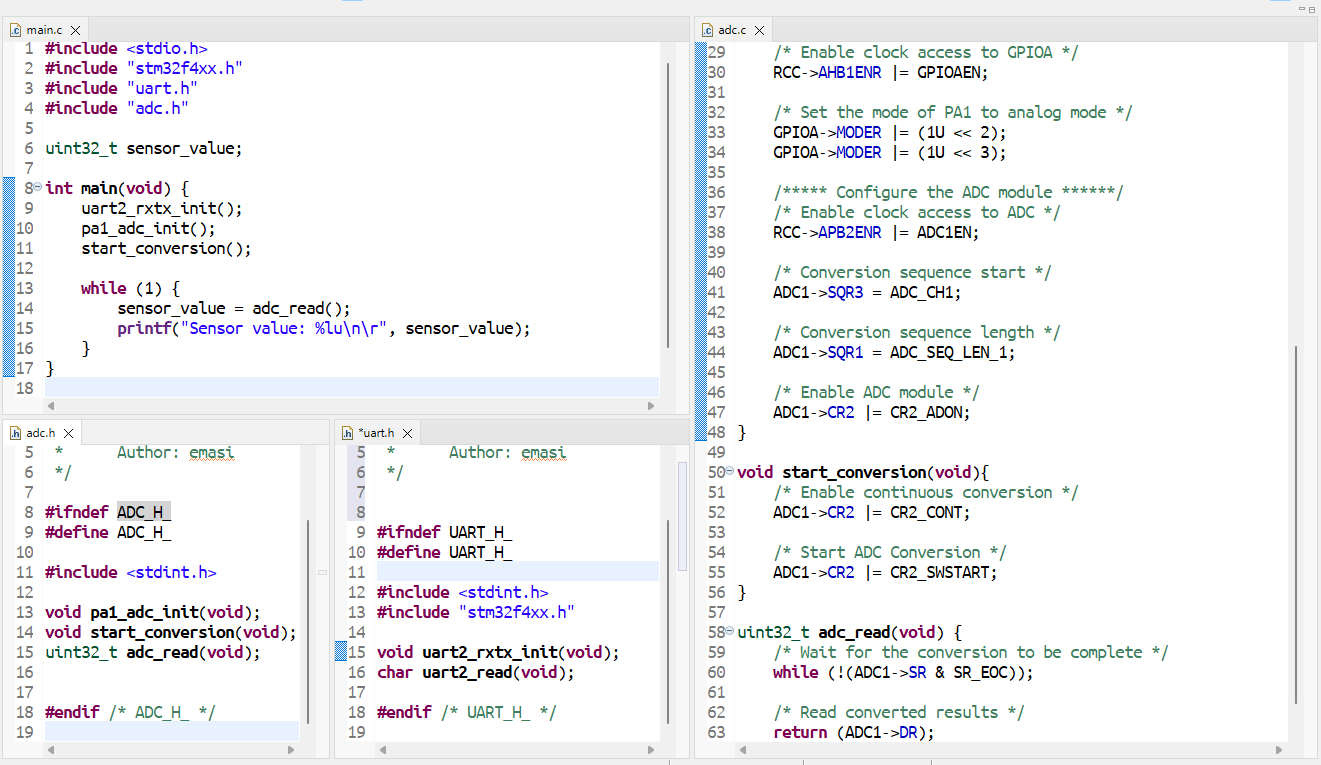 main.c
1 #include <stdio.h>
2 #include "stm32f4xx.h"
3 #include "uart.h"
4 #include "adc.h"
5
6 uint32_t sensor_value;
7
8 int main(void) {
9     uart2_rxtx_init();
10     pa1_adc_init();
11     start_conversion();
12
13     while (1) {
14         sensor_value = adc_read();
15         printf("Sensor value: %lu\n\r", sensor_value);
16     }
17 }
18
adc.h
5  *      Author: emasi
6  */
7
8 #ifndef ADC_H_
9 #define ADC_H_
10
11 #include <stdint.h>
12
13 void pa1_adc_init(void);
14 void start_conversion(void);
15 uint32_t adc_read(void);
16
17
18 #endif /* ADC_H_ */
19
*uart.h
5  *      Author: emasi
6  */
7
8
9 #ifndef UART_H_
10 #define UART_H_
11
12 #include <stdint.h>
13 #include "stm32f4xx.h"
14
15 void uart2_rxtx_init(void);
16 char uart2_read(void);
17
18 #endif /* UART_H_ */
19
adc.c
29     /* Enable clock access to GPIOA */
30     RCC->AHB1ENR |= GPIOAEN;
31
32     /* Set the mode of PA1 to analog mode */
33     GPIOA->MODER |= (1U << 2);
34     GPIOA->MODER |= (1U << 3);
35
36     /***** Configure the ADC module ******/
37     /* Enable clock access to ADC */
38     RCC->APB2ENR |= ADC1EN;
39
40     /* Conversion sequence start */
41     ADC1->SQR3 = ADC_CH1;
42
43     /* Conversion sequence length */
44     ADC1->SQR1 = ADC_SEQ_LEN_1;
45
46     /* Enable ADC module */
47     ADC1->CR2 |= CR2_ADON;
48 }
49
50 void start_conversion(void){
51     /* Enable continuous conversion */
52     ADC1->CR2 |= CR2_CONT;
53
54     /* Start ADC Conversion */
55     ADC1->CR2 |= CR2_SWSTART;
56 }
57
58 uint32_t adc_read(void) {
59     /* Wait for the conversion to be complete */
60     while (!(ADC1->SR & SR_EOC));
61
62     /* Read converted results */
63     return (ADC1->DR);